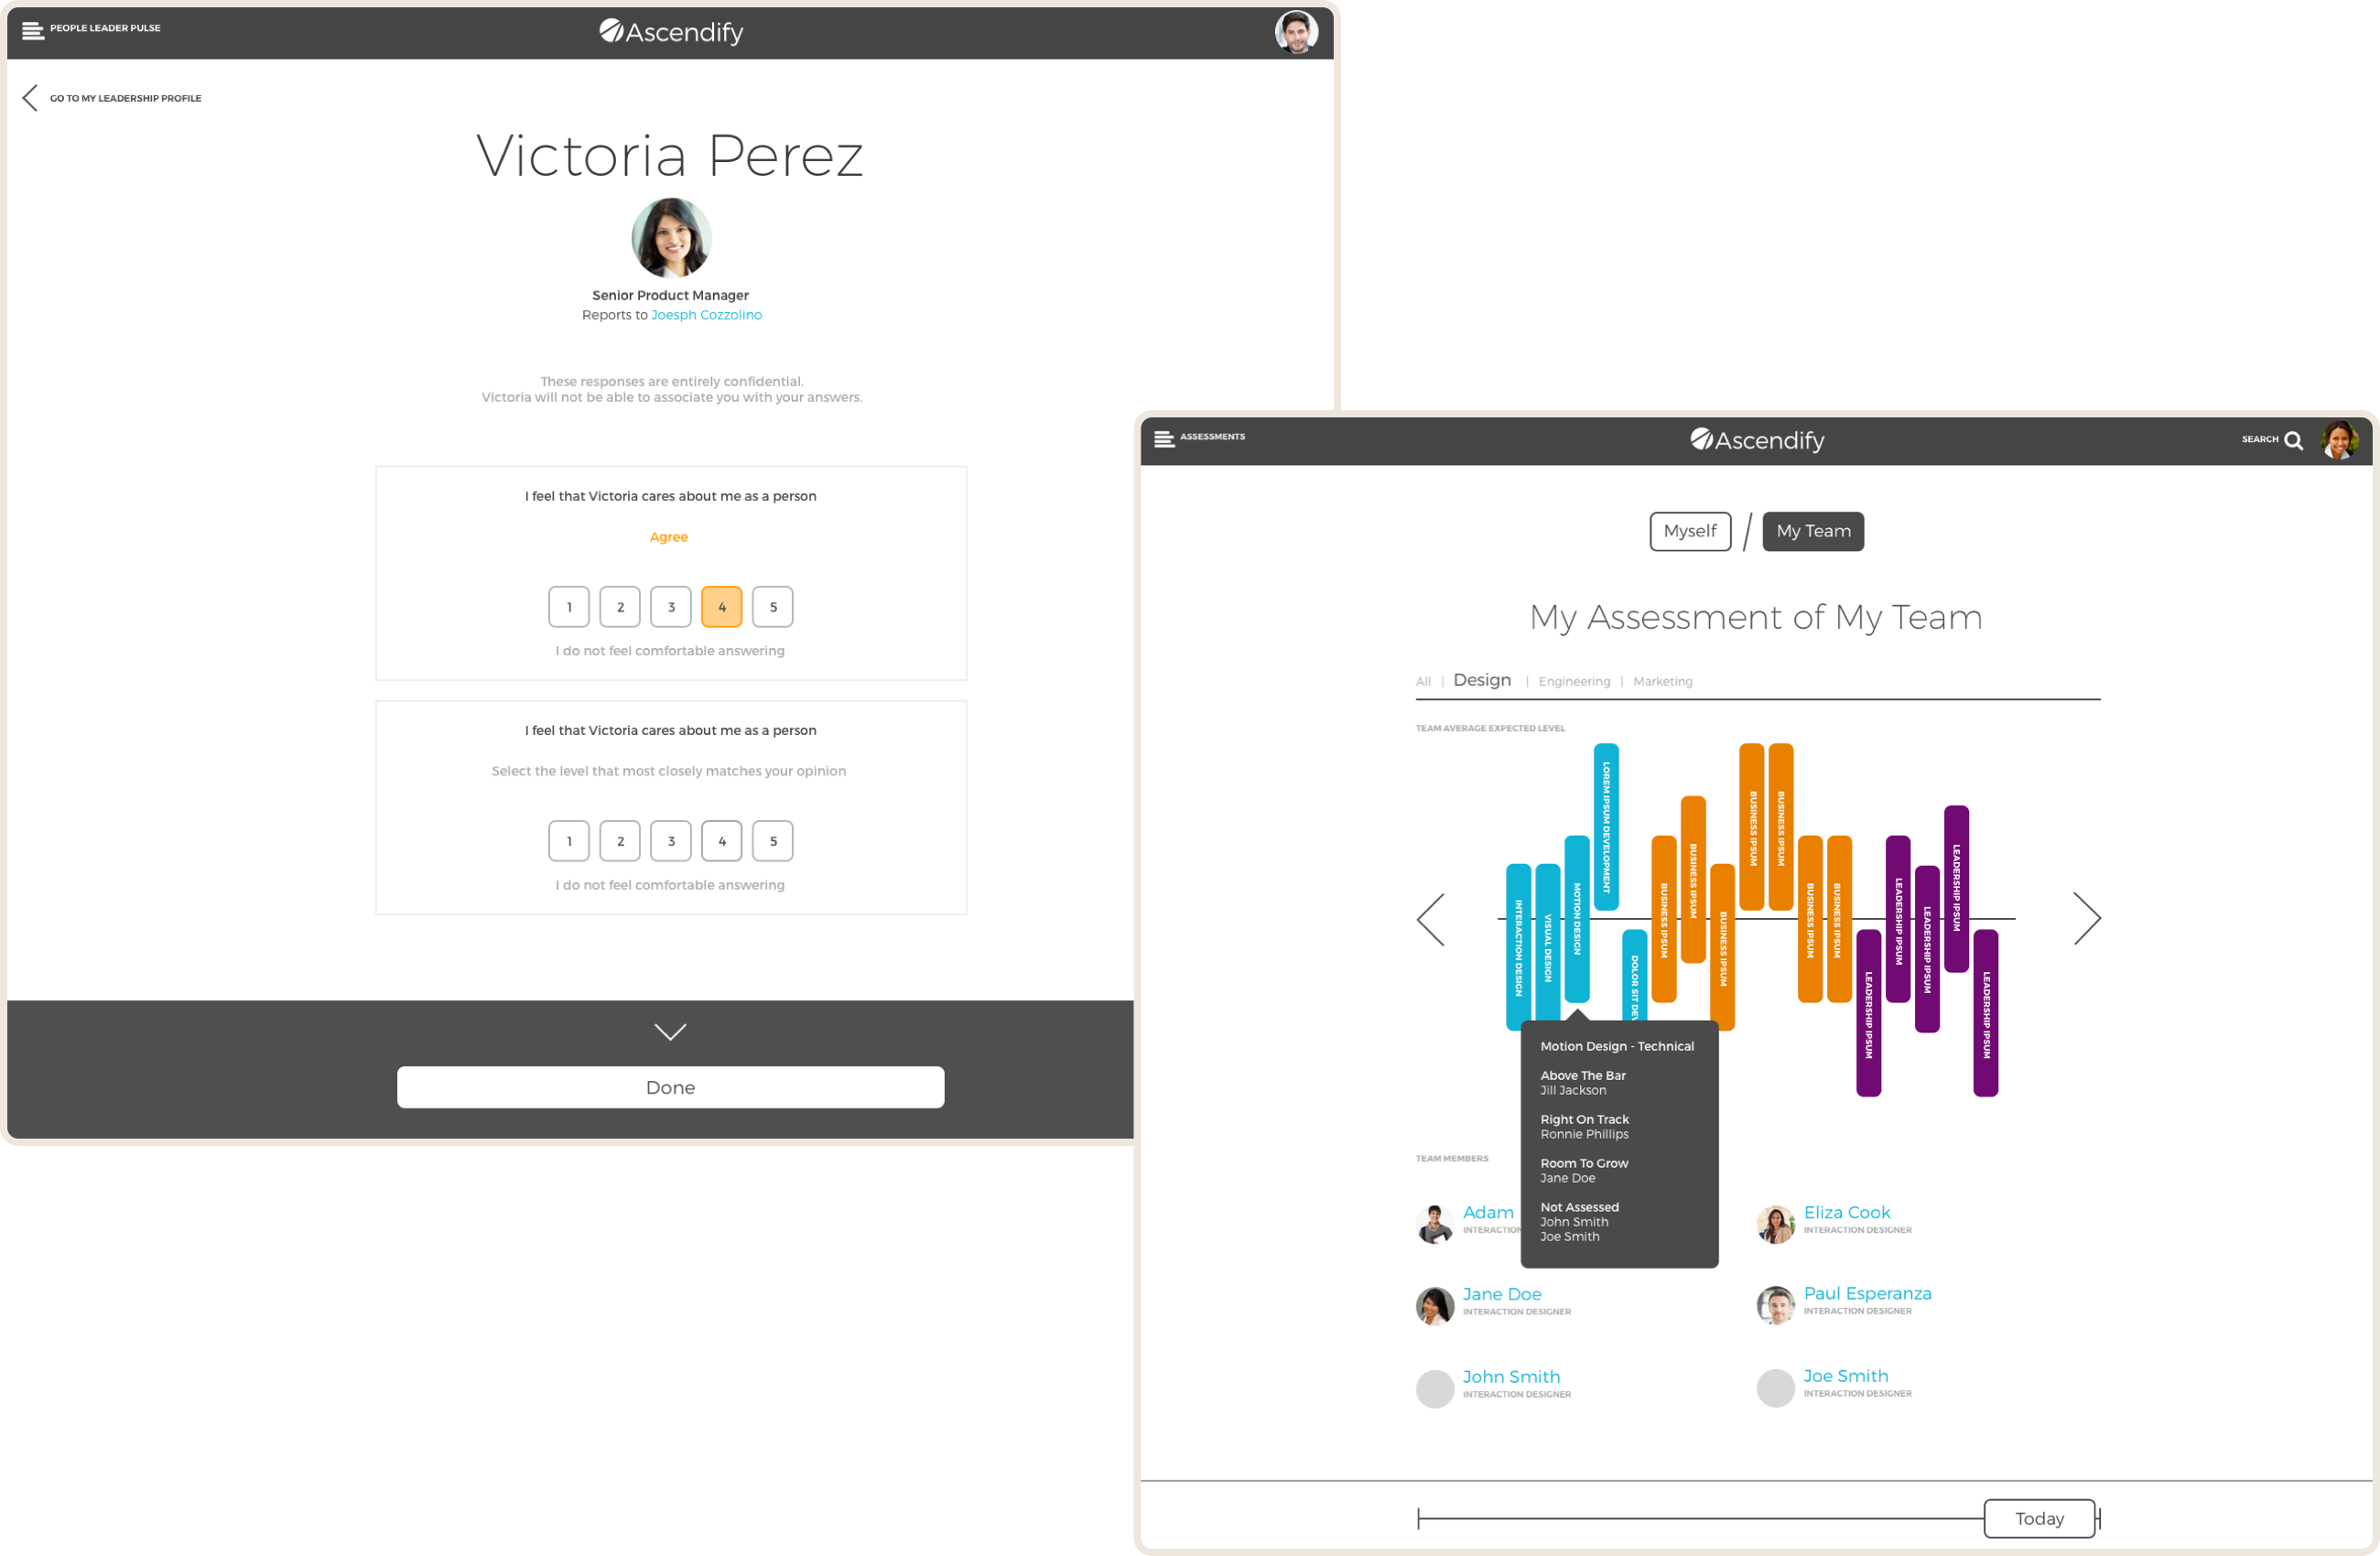 PEOPLE LEADER PULSE
Ascendify
GO TO MY LEADERSHIP PROFILE
Victoria Perez
Senior Product Manager
Reports to Joesph Cozzolino
These responses are entirely confidential.
Victoria will not be able to associate you with your answers.
I feel that Victoria cares about me as a person
Agree
1 2 3 4 5
I do not feel comfortable answering
I feel that Victoria cares about me as a person
Select the level that most closely matches your opinion
1 2 3 4 5
I do not feel comfortable answering
Done
ASSESSMENTS
Ascendify
SEARCH
Myself / My Team
My Assessment of My Team
All | Design | Engineering | Marketing
TEAM AVERAGE EXPECTED LEVEL
INTERACTION DESIGN
VISUAL DESIGN
MOTION DESIGN
LOREM IPSUM DEVELOPMENT
DOLOR SIT
BUSINESS IPSUM
BUSINESS IPSUM
BUSINESS IPSUM
BUSINESS IPSUM
BUSINESS IPSUM
BUSINESS IPSUM
BUSINESS IPSUM
LEADERSHIP IPSUM
LEADERSHIP IPSUM
LEADERSHIP IPSUM
LEADERSHIP IPSUM
LEADERSHIP IPSUM
Motion Design - Technical
Above The Bar
Jill Jackson
Right On Track
Ronnie Phillips
Room To Grow
Jane Doe
Not Assessed
John Smith
Joe Smith
TEAM MEMBERS
Adam
Eliza Cook
INTERACTION DESIGNER
Jane Doe
INTERACTION DESIGNER
Paul Esperanza
INTERACTION DESIGNER
John Smith
INTERACTION DESIGNER
Joe Smith
INTERACTION DESIGNER
Today